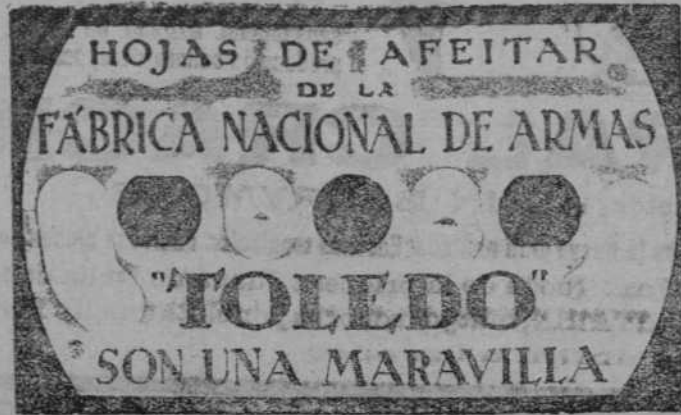 HOJAS DE AFEITAR
DE LA
FÁBRICA NACIONAL DE ARMAS
"TOLEDO"
SON UNA MARAVILLA